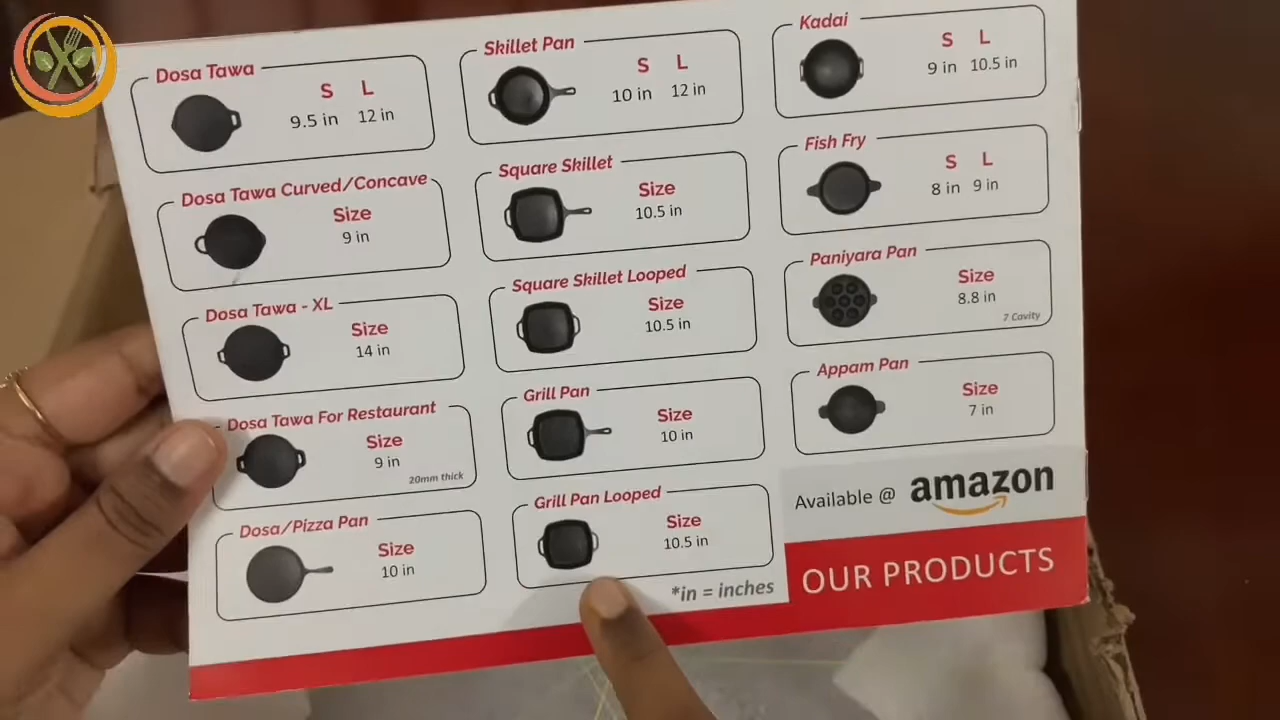 Dosa Tawa
S L
9.5 in 12 in
Dosa Tawa Curved/Concave
Size
9 in
Dosa Tawa - XL
Size
14 in
Dosa Tawa For Restaurant
Size
9 in
20mm thick
Dosa/Pizza Pan
Size
10 in
Skillet Pan
S L
10 in 12 in
Square Skillet
Size
10.5 in
Square Skillet Looped
Size
10.5 in
Grill Pan
Size
10 in
Grill Pan Looped
Size
10.5 in
*in = inches
Kadai
S L
9 in 10.5 in
Fish Fry
S L
8 in 9 in
Paniyara Pan
Size
8.8 in
7 Cavity
Appam Pan
Size
7 in
Available @ amazon
OUR PRODUCTS